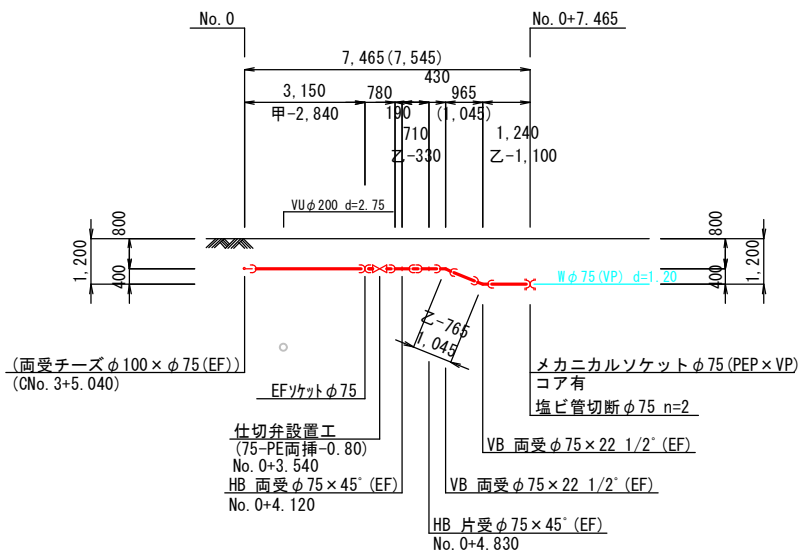 No. 0
No. 0+7.465
7,465(7,545)
430
3,150
780
965
甲-2,840
190
(1,045)
710
1,240
乙-330
乙-1,100
VUφ200 d=2.75
800
1,200
400
800
1,200
400
Wφ75(VP) d=1.20
乙-765
1,045
(両受チーズφ100×φ75(EF))
(CNo. 3+5.040)
EFソケットφ75
メカニカルソケットφ75(PEP×VP)
コア有
塩ビ管切断φ75 n=2
仕切弁設置工
(75-PE両挿-0.80)
No. 0+3.540
VB 両受φ75×22 1/2°(EF)
HB 両受φ75×45°(EF)
No. 0+4.120
VB 両受φ75×22 1/2°(EF)
HB 片受φ75×45°(EF)
No. 0+4.830